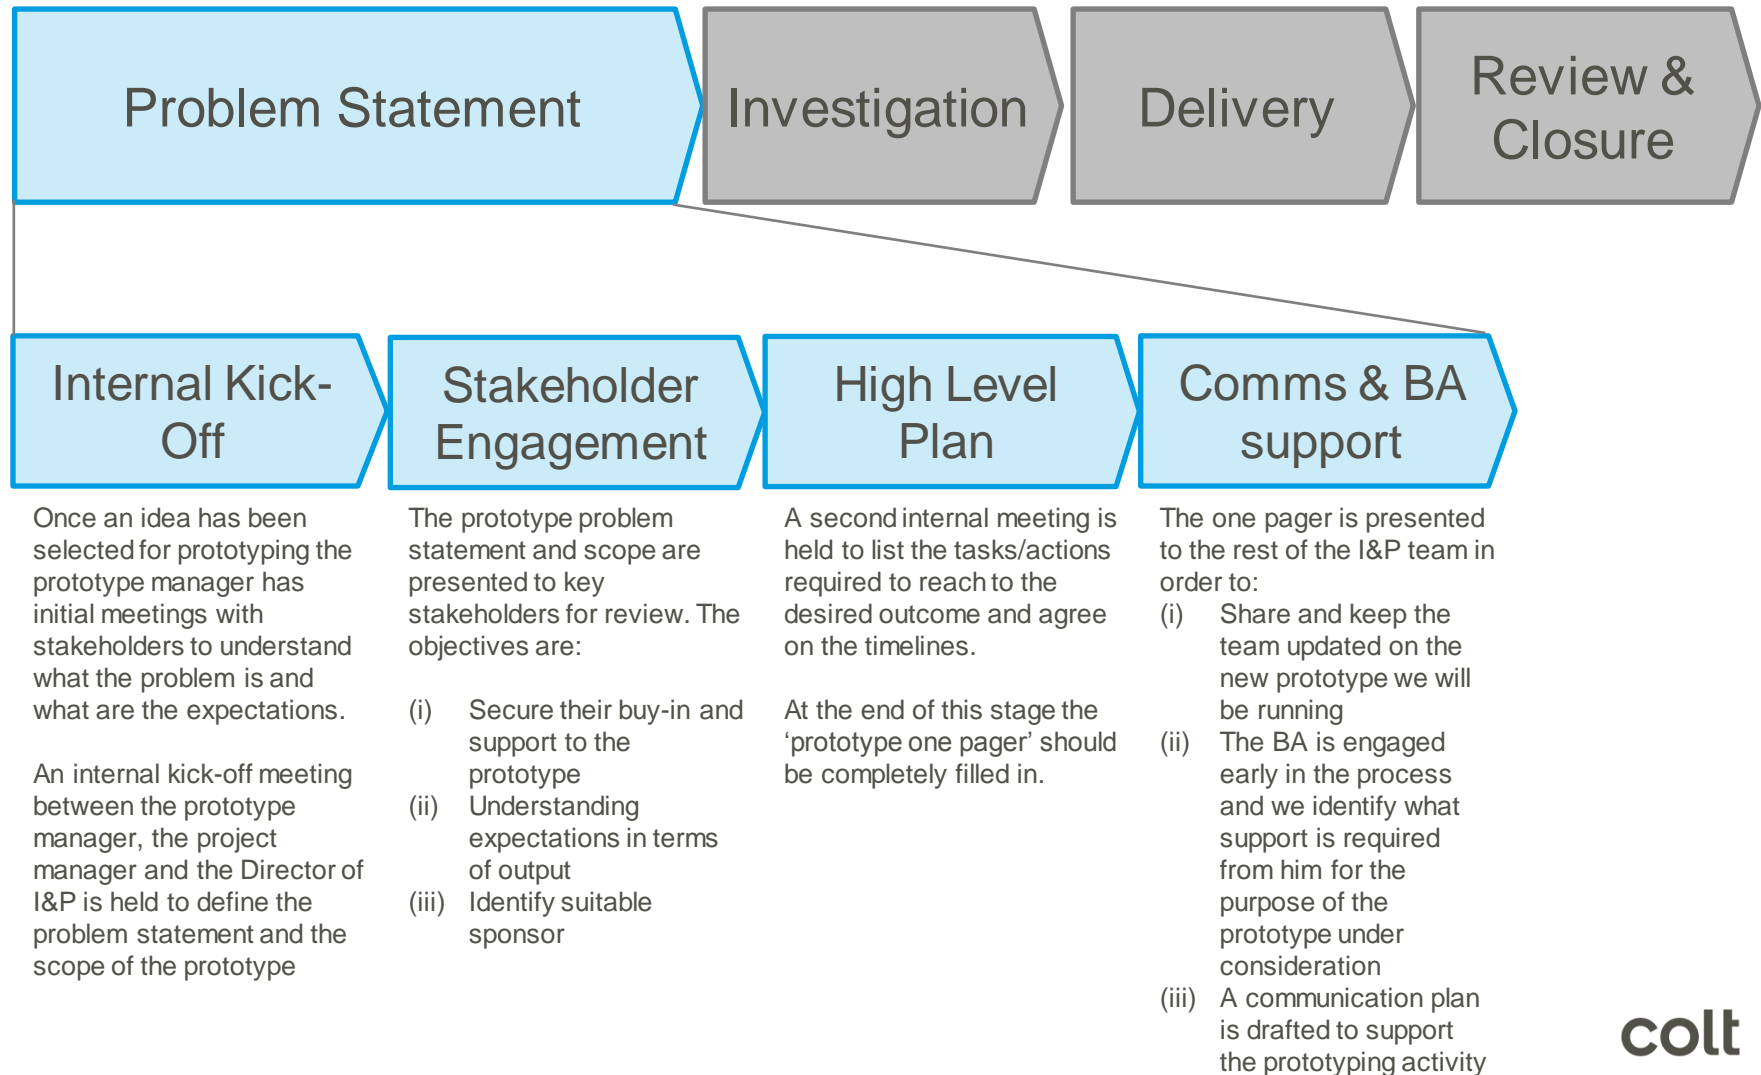 Problem Statement
Investigation
Delivery
Review &
Closure
Internal Kick-
Off
Stakeholder
Engagement
High Level
Plan
Comms & BA
support
Once an idea has been
selected for prototyping the
prototype manager has
initial meetings with
stakeholders to understand
what the problem is and
what are the expectations.
An internal kick-off meeting
between the prototype
manager, the project
manager and the Director of
I&P is held to define the
problem statement and the
scope of the prototype
The prototype problem
statement and scope are
presented to key
stakeholders for review. The
objectives are:
(i) Secure their buy-in and
support to the
prototype
(ii) Understanding
expectations in terms
of output
(iii) Identify suitable
sponsor
A second internal meeting is
held to list the tasks/actions
required to reach to the
desired outcome and agree
on the timelines.
At the end of this stage the
‘prototype one pager’ should
be completely filled in.
The one pager is presented
to the rest of the I&P team in
order to:
(i) Share and keep the
team updated on the
new prototype we will
be running
(ii) The BA is engaged
early in the process
and we identify what
support is required
from him for the
purpose of the
prototype under
consideration
(iii) A communication plan
is drafted to support
the prototyping activity
colt